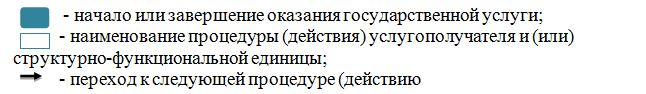 - начало или завершение оказания государственной услуги;
- наименование процедуры (действия) услугополучателя и (или)
структурно-функциональной единицы;
- переход к следующей процедуре (действию